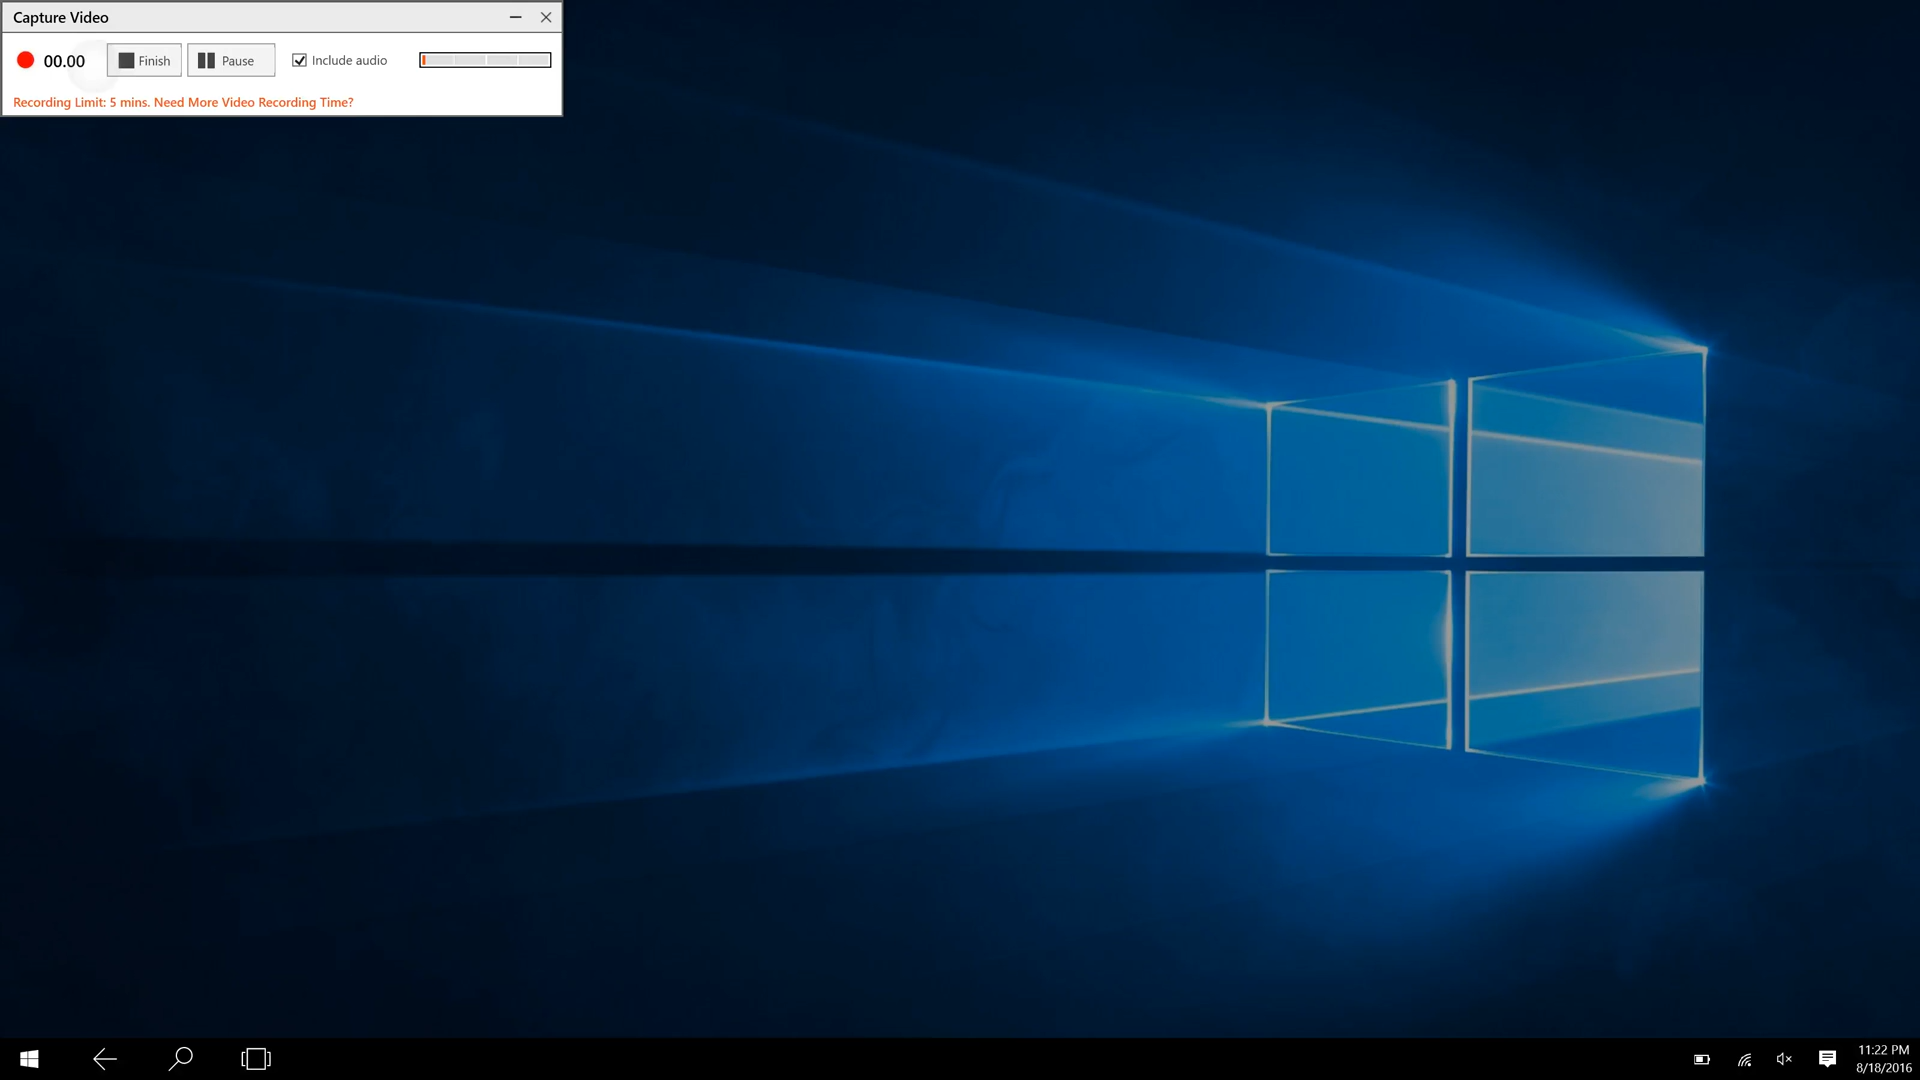 Capture Video
00.00 Finish Pause Include audio
Recording Limit: 5 mins. Need More Video Recording Time?
11:22 PM
8/18/2016